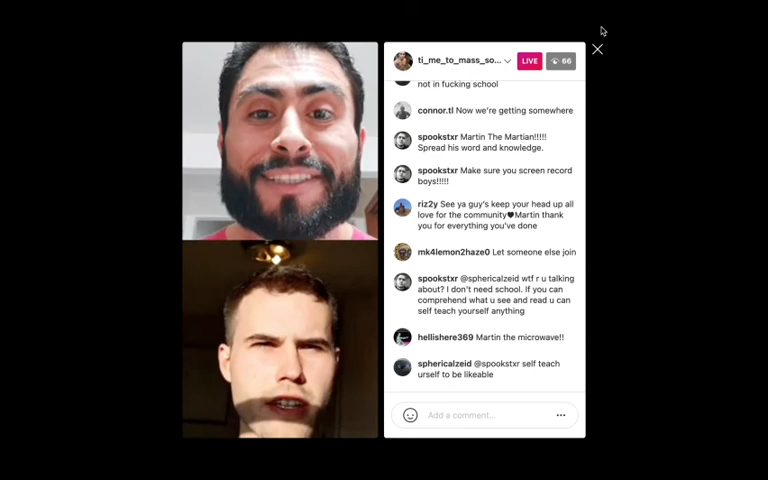 ti_me_to_mass_so...
LIVE
66
not in fucking school
connor.tl Now we're getting somewhere
spookstxr Martin The Martian!!!!!
Spread his word and knowledge.
spookstxr Make sure you screen record
boys!!!!!
riz2y See ya guy's keep your head up all
love for the community🖤Martin thank
you for everything you've done
mk4lemon2haze0 Let someone else join
spookstxr @sphericalzeid wtf r u talking
about? I don't need school. If you can
comprehend what u see and read u can
self teach yourself anything
hellishere369 Martin the microwave!!
sphericalzeid @spookstxr self teach
urself to be likeable
Add a comment...